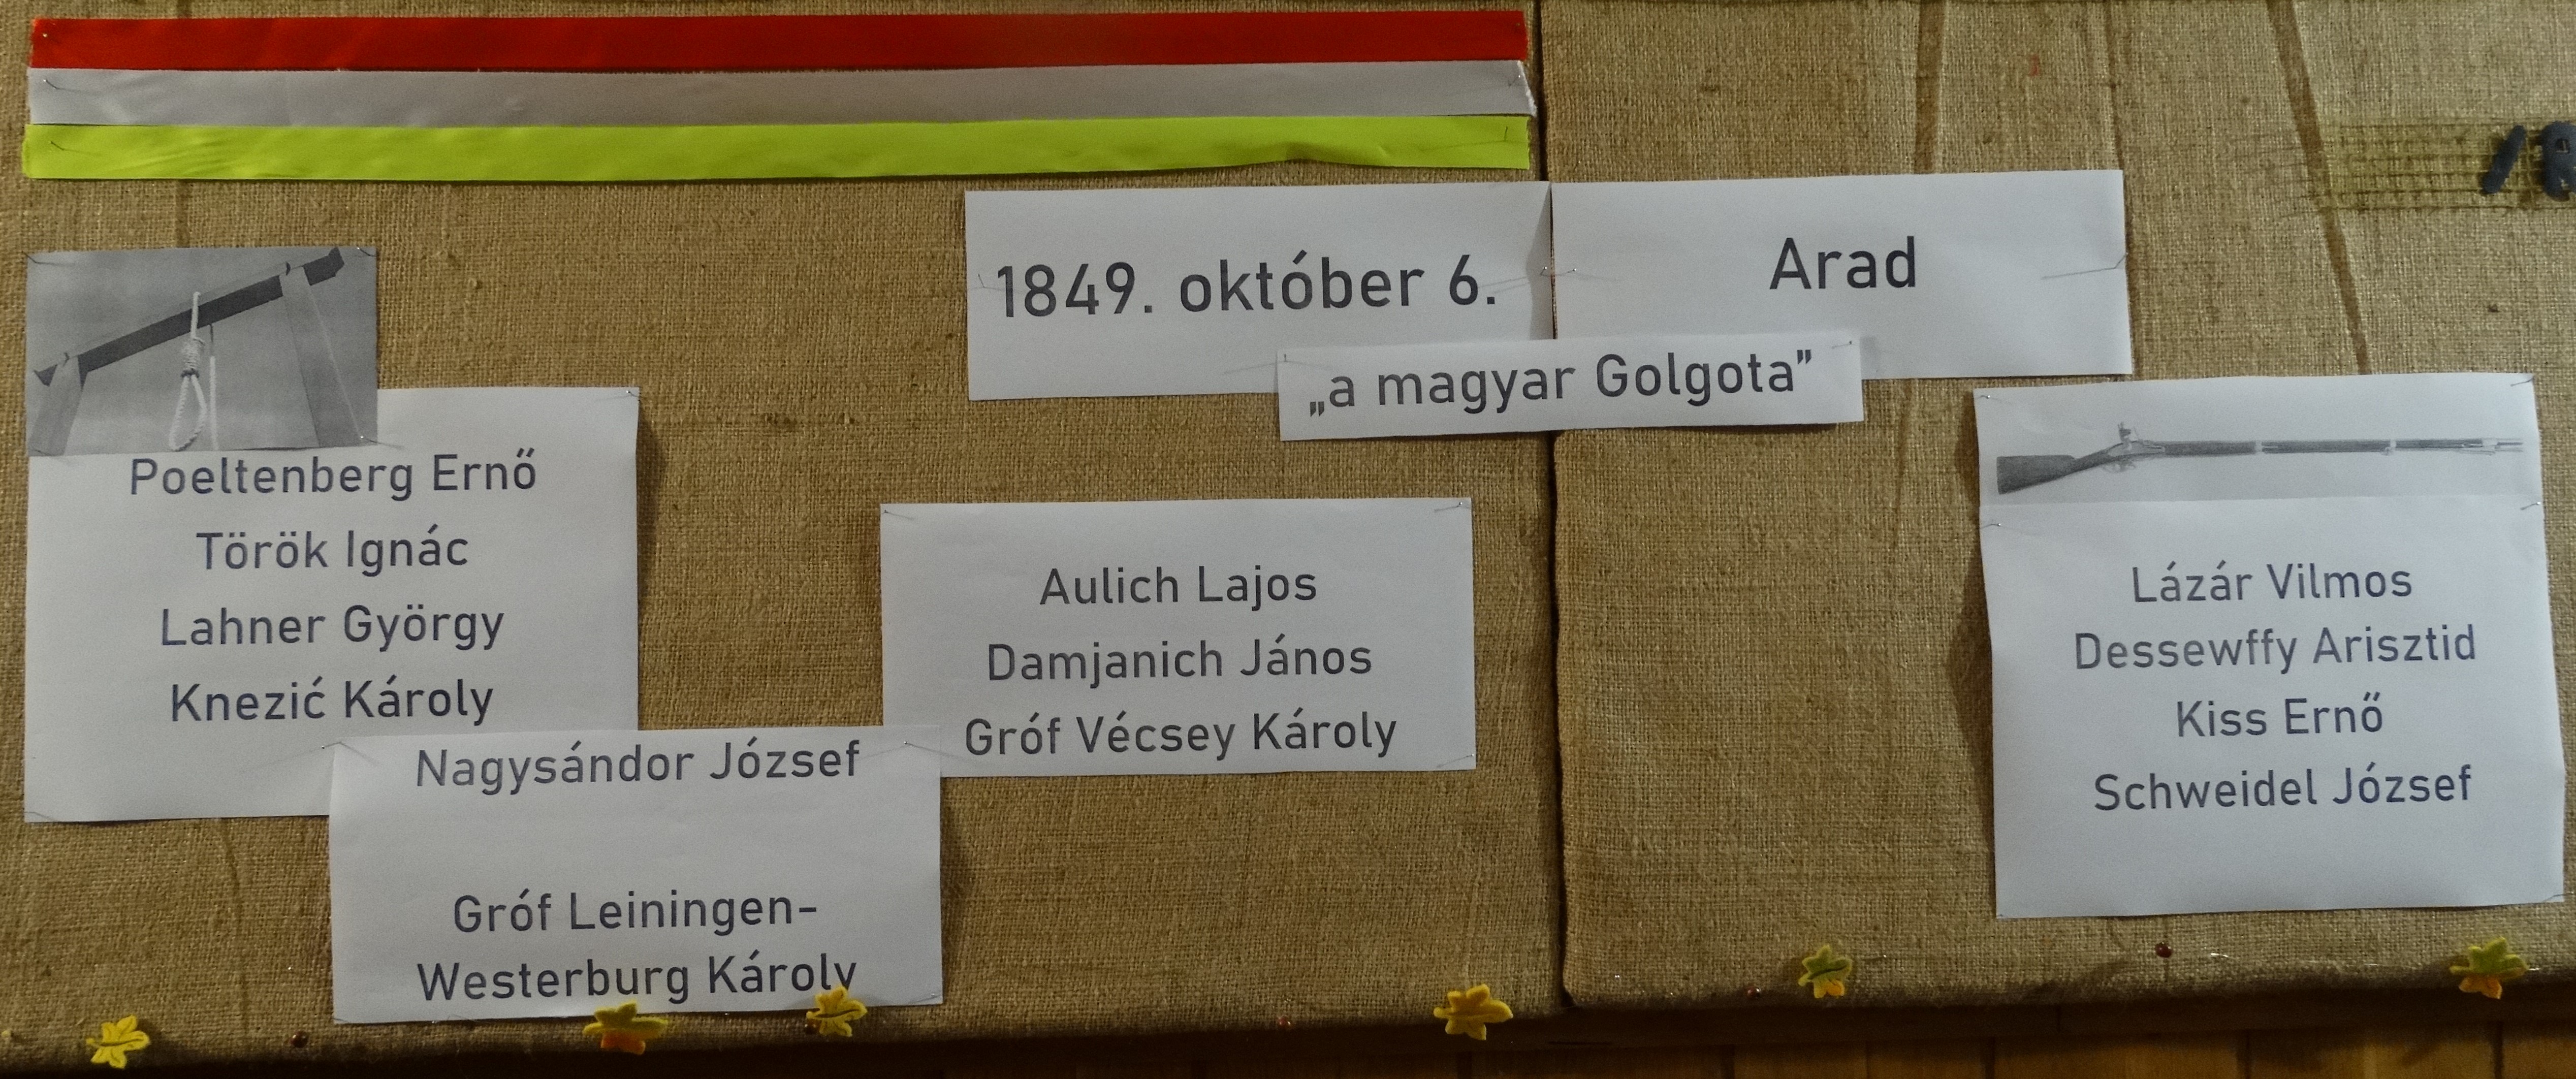 1849. október 6.
Arad
„a magyar Golgota”
Poeltenberg Ernő
Török Ignác
Lahner György
Knezić Károly
Nagysándor József
Gróf Leiningen-
Westerburg Károly
Aulich Lajos
Damjanich János
Gróf Vécsey Károly
Lázár Vilmos
Dessewffy Arisztid
Kiss Ernő
Schweidel József